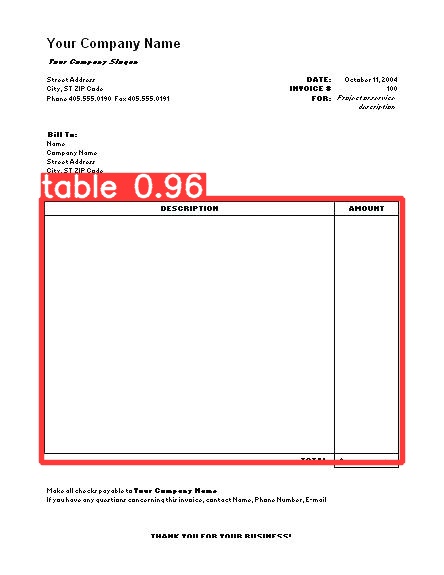 Your Company Name
Your Company Slogan
Street Address
City, ST ZIP Code
Phone 405.555.0190 Fax 405.555.0191
DATE: October 11, 2004
INVOICE # 100
FOR: Project or service
description
Bill To:
Name
Company Name
Street Address
City, ST ZIP Code
table 0.96
DESCRIPTION AMOUNT
TOTAL
Make all checks payable to Your Company Name
If you have any questions concerning this invoice, contact Name, Phone Number, E-mail
THANK YOU FOR YOUR BUSINESS!